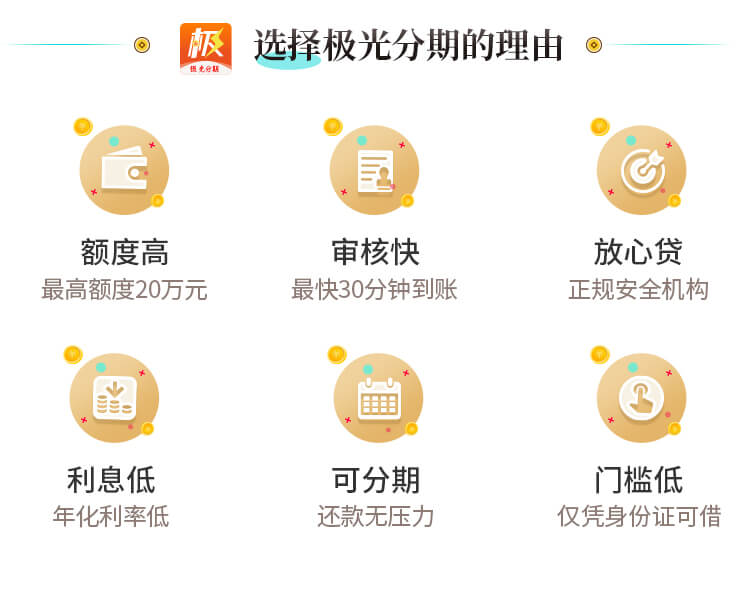 极
极光分期
选择极光分期的理由
额度高
最高额度20万元
审核快
最快30分钟到账
放心贷
正规安全机构
利息低
年化利率低
可分期
还款无压力
门槛低
仅凭身份证可借